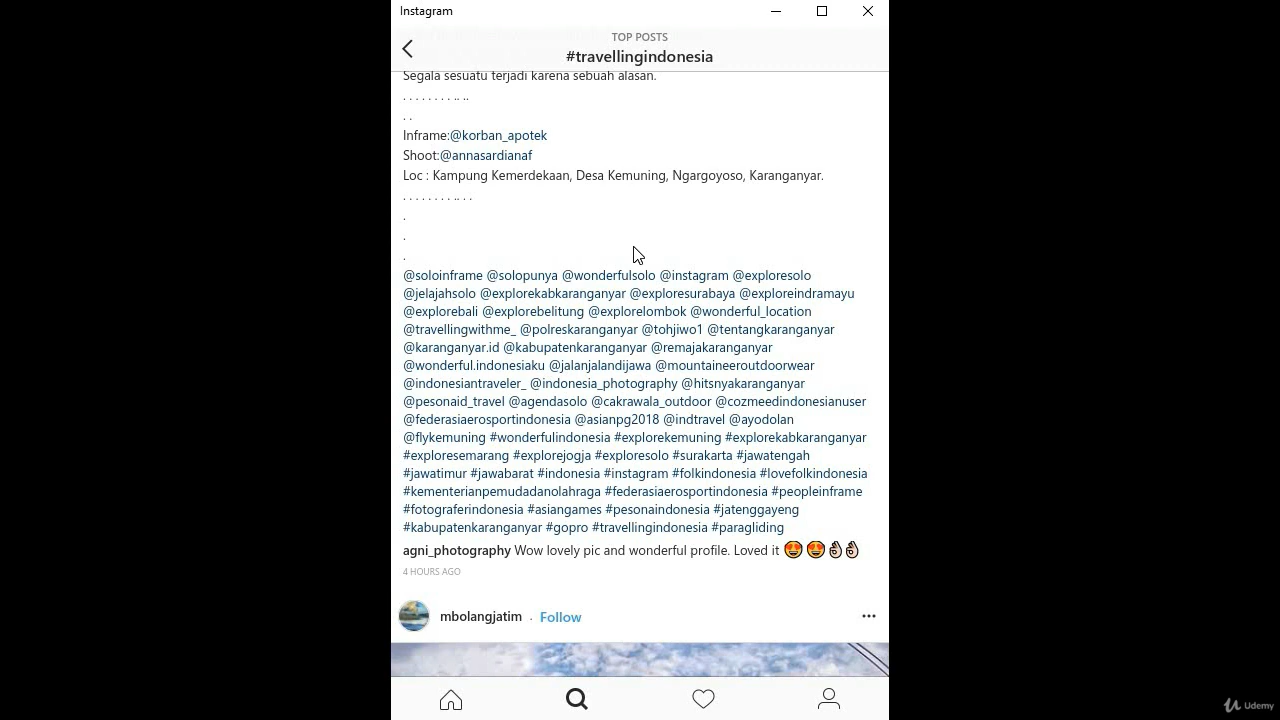 Instagram
TOP POSTS
#travellingindonesia
Segala sesuatu terjadi karena sebuah alasan.
. . . . . . . . .. ..
. .
Inframe:@korban_apotek
Shoot:@annasardianaf
Loc : Kampung Kemerdekaan, Desa Kemuning, Ngargoyoso, Karanganyar.
. . . . . . . . .. . .
.
.
.
@soloinframe @solopunya @wonderfulsolo @instagram @exploresolo
@jelajahsolo @explorekabkaranganyar @exploresurabaya @exploreindramayu
@explorebali @explorebelitung @explorelombok @wonderful_location
@travellingwithme_ @polreskaranganyar @tohjiwo1 @tentangkaranganyar
@karanganyar.id @kabupatenkaranganyar @remajakaranganyar
@wonderful.indonesiaku @jalanjalandijawa @mountaineeroutdoorwear
@indonesiantraveler_ @indonesia_photography @hitsnyakaranganyar
@pesonaid_travel @agendasolo @cakrawala_outdoor @cozmeedindonesianuser
@federasiaerosportindonesia @asianpg2018 @indtravel @ayodolan
@flykemuning #wonderfulindonesia #explorekemuning #explorekabkaranganyar
#exploresemarang #explorejogja #exploresolo #surakarta #jawatengah
#jawatimur #jawabarat #indonesia #instagram #folkindonesia #lovefolkindonesia
#kementerianpemudadanolahraga #federasiaerosportindonesia #peopleinframe
#fotograferindonesia #asiangames #pesonaindonesia #jatenggayeng
#kabupatenkaranganyar #gopro #travellingindonesia #paragliding
agni_photography Wow lovely pic and wonderful profile. Loved it 😍 😍👌👌
4 HOURS AGO
mbolangjatim . Follow
Udemy